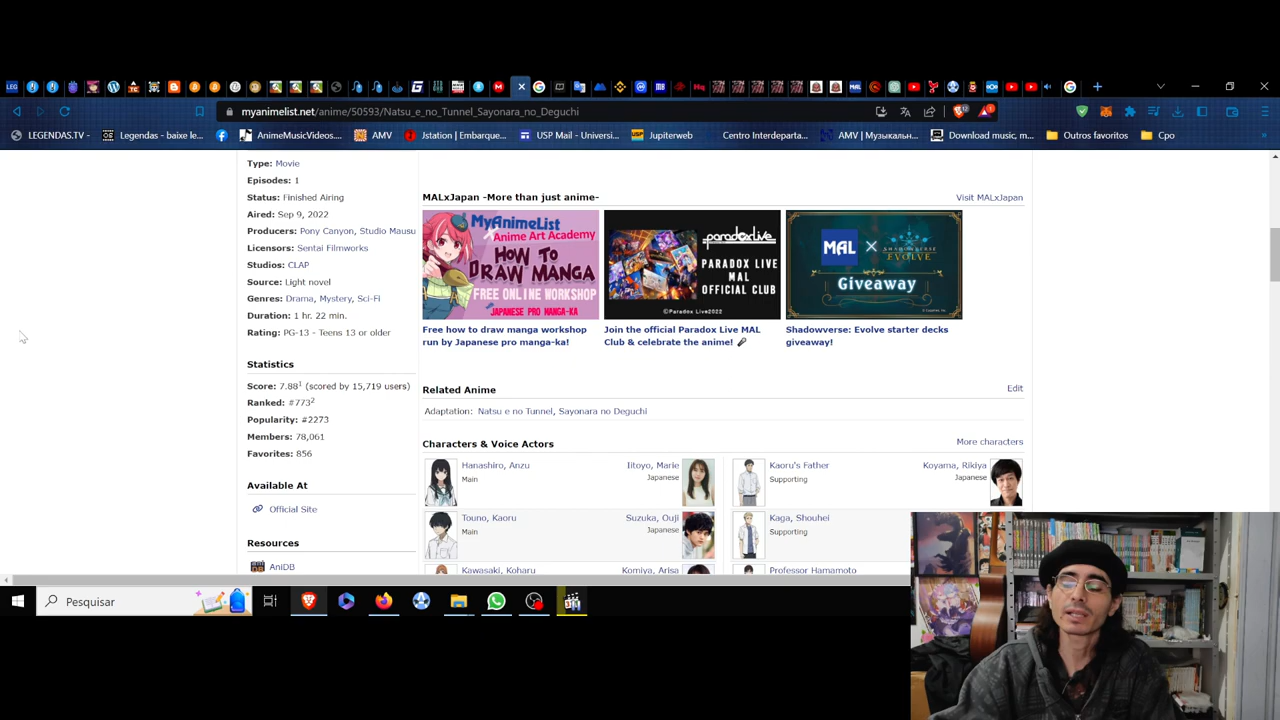 myanimelist.net/anime/50593/Natsu_e_no_Tunnel_Sayonara_no_Deguchi
LEGENDAS.TV - Legendas - baixe le... AnimeMusicVideos.... AMV Jstation | Embarque... USP Mail - Universi... Jupiterweb Centro Interdeparta... AMV | Музыкальн... Download music, m... Outros favoritos Cpo
Type: Movie
Episodes: 1
Status: Finished Airing
Aired: Sep 9, 2022
Producers: Pony Canyon, Studio Mausu
Licensors: Sentai Filmworks
Studios: CLAP
Source: Light novel
Genres: Drama, Mystery, Sci-Fi
Duration: 1 hr. 22 min.
Rating: PG-13 - Teens 13 or older
Statistics
Score: 7.88¹ (scored by 15,719 users)
Ranked: #773²
Popularity: #2273
Members: 78,061
Favorites: 856
Available At
Official Site
Resources
AniDB
MALxJapan -More than just anime-
Visit MALxJapan
MyAnimeList
Anime Art Academy
HOW TO
DRAW MANGA
FREE ONLINE WORKSHOP
JAPANESE PRO MANGA-KA!
paradoxlive
PARADOX LIVE
MAL
OFFICIAL CLUB
©Paradox Live2022
MAL X SHADOWVERSE
EVOLVE
Giveaway
Free how to draw manga workshop
run by Japanese pro manga-ka!
Join the official Paradox Live MAL
Club & celebrate the anime! 🎤
Shadowverse: Evolve starter decks
giveaway!
Related Anime
Edit
Adaptation: Natsu e no Tunnel, Sayonara no Deguchi
Characters & Voice Actors
More characters
Hanashiro, Anzu
Main
Iitoyo, Marie
Japanese
Kaoru's Father
Supporting
Koyama, Rikiya
Japanese
Touno, Kaoru
Main
Suzuka, Ouji
Japanese
Kaga, Shouhei
Supporting
Kawasaki, Koharu
Komiya, Arisa
Professor Hamamoto
Pesquisar